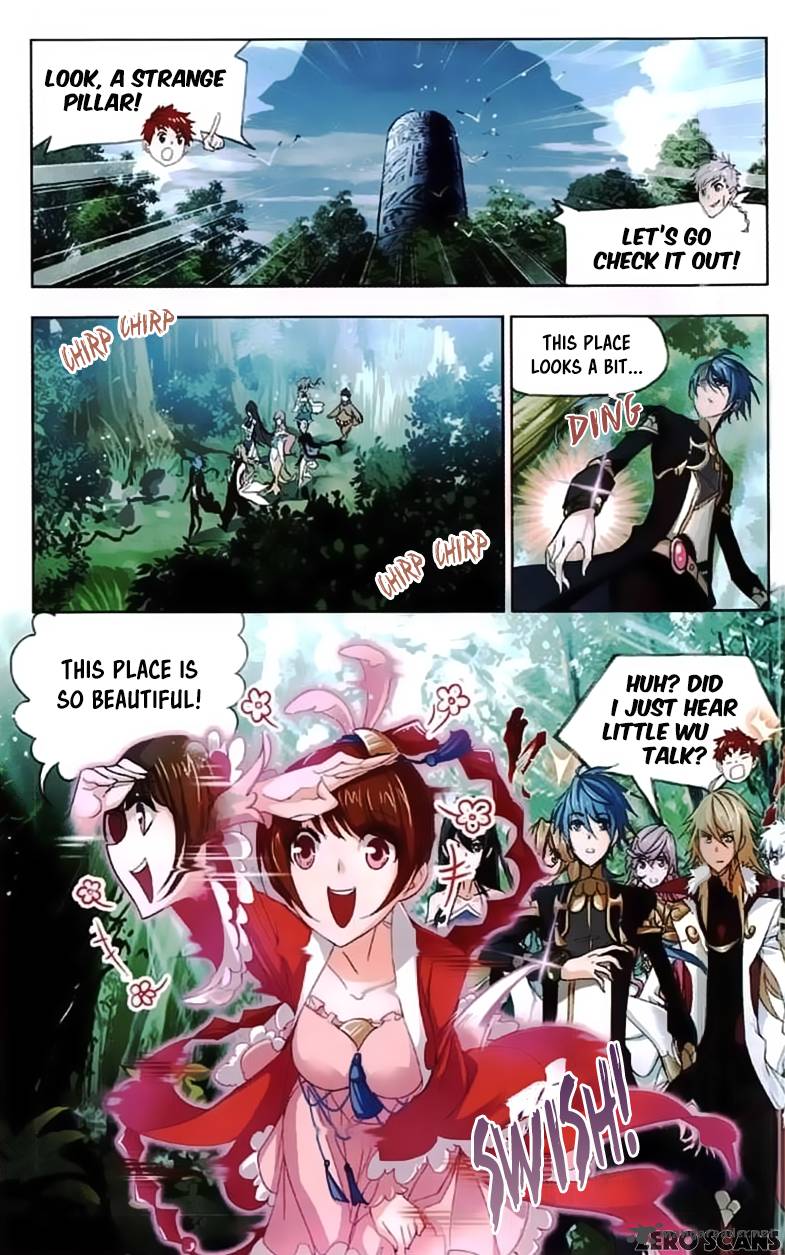 LOOK, A STRANGE
PILLAR!
LET'S GO
CHECK IT OUT!
CHIRP CHIRP
THIS PLACE
LOOKS A BIT...
DING
CHIRP CHIRP
THIS PLACE IS
SO BEAUTIFUL!
HUH? DID
I JUST HEAR
LITTLE WU
TALK?
SWISH!
ZERO SCANS